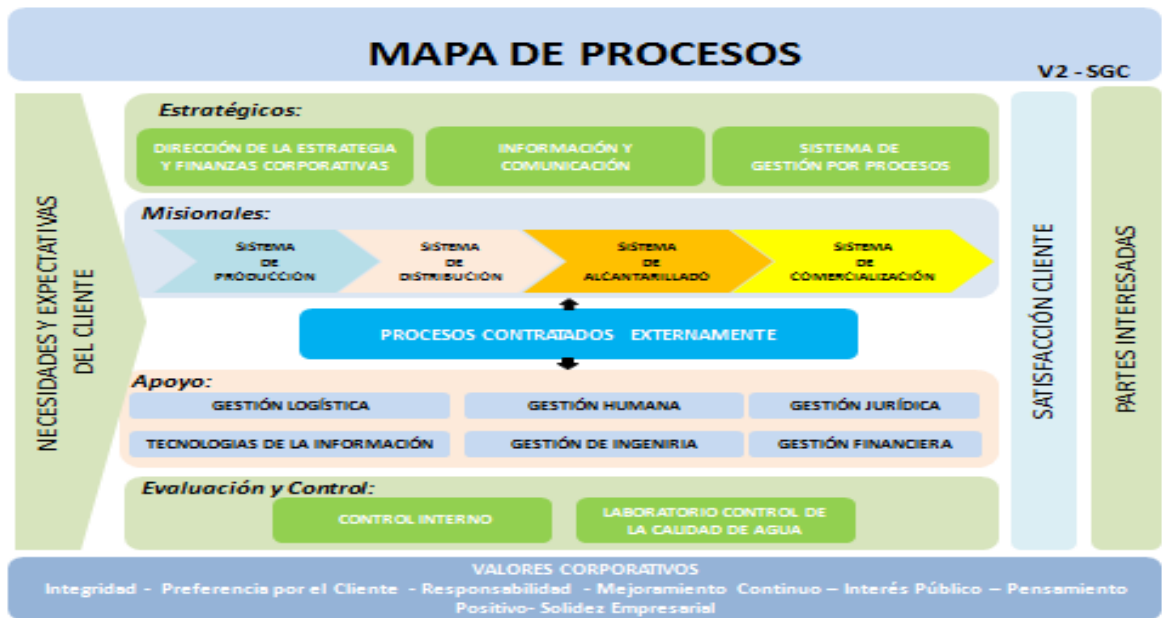 MAPA DE PROCESOS
V2 - SGC
NECESIDADES Y EXPECTATIVAS
DEL CLIENTE
Estratégicos:
DIRECCIÓN DE LA ESTRATEGIA
Y FINANZAS CORPORATIVAS
INFORMACIÓN Y
COMUNICACIÓN
SISTEMA DE
GESTIÓN POR PROCESOS
Misionales:
SISTEMA
DE
PRODUCCIÓN
SISTEMA
DE
DISTRIBUCIÓN
SISTEMA
DE
ALCANTARILLADO
SISTEMA
DE
COMERCIALIZACIÓN
PROCESOS CONTRATADOS EXTERNAMENTE
Apoyo:
GESTIÓN LOGÍSTICA
GESTIÓN HUMANA
GESTIÓN JURÍDICA
TECNOLOGIAS DE LA INFORMACIÓN
GESTIÓN DE INGENIRIA
GESTIÓN FINANCIERA
Evaluación y Control:
CONTROL INTERNO
LABORATORIO CONTROL DE
LA CALIDAD DE AGUA
SATISFACCIÓN CLIENTE
PARTES INTERESADAS
VALORES CORPORATIVOS
Integridad - Preferencia por el Cliente - Responsabilidad - Mejoramiento Continuo – Interés Público – Pensamiento
Positivo- Solidez Empresarial